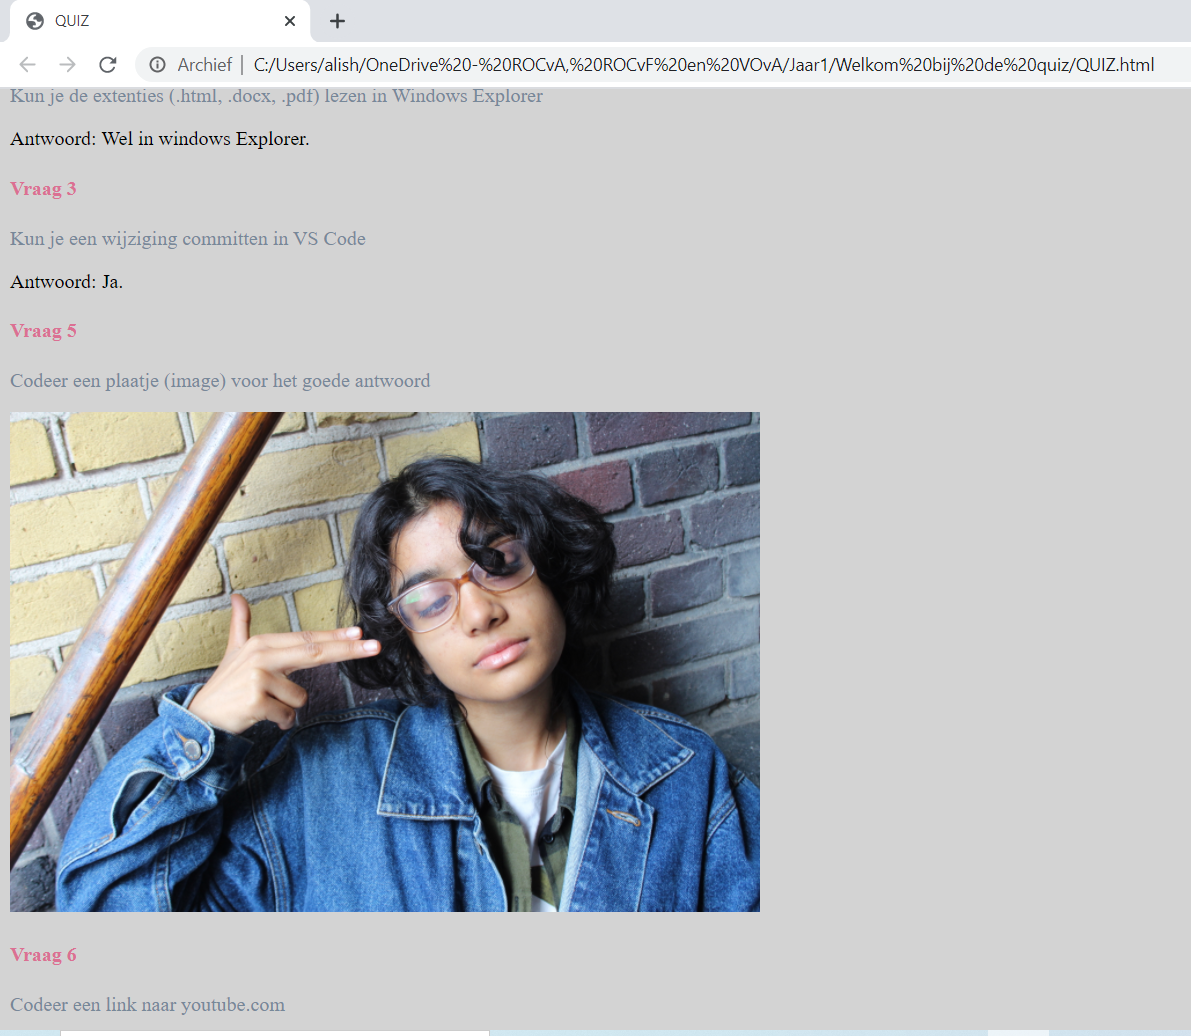 QUIZ
Archief | C:/Users/alish/OneDrive%20-%20ROCvA,%20ROCvF%20en%20VOvA/Jaar1/Welkom%20bij%20de%20quiz/QUIZ.html
Kun je de extenties (.html, .docx, .pdf) lezen in Windows Explorer
Antwoord: Wel in windows Explorer.
Vraag 3
Kun je een wijziging committen in VS Code
Antwoord: Ja.
Vraag 5
Codeer een plaatje (image) voor het goede antwoord
Vraag 6
Codeer een link naar youtube.com